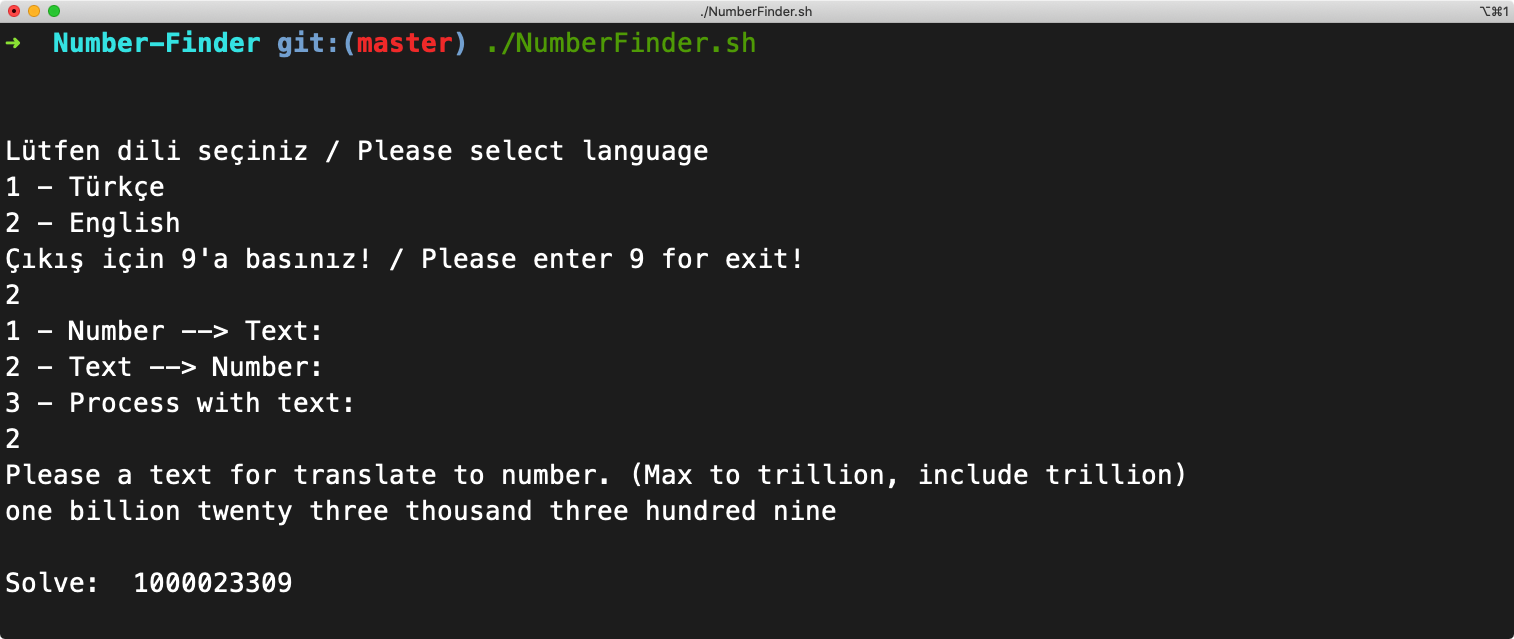 ./NumberFinder.sh
⌥⌘1
➜ Number-Finder git:(master) ./NumberFinder.sh
Lütfen dili seçiniz / Please select language
1 - Türkçe
2 - English
Çıkış için 9'a basınız! / Please enter 9 for exit!
2
1 - Number --> Text:
2 - Text --> Number:
3 - Process with text:
2
Please a text for translate to number. (Max to trillion, include trillion)
one billion twenty three thousand three hundred nine
Solve:  1000023309